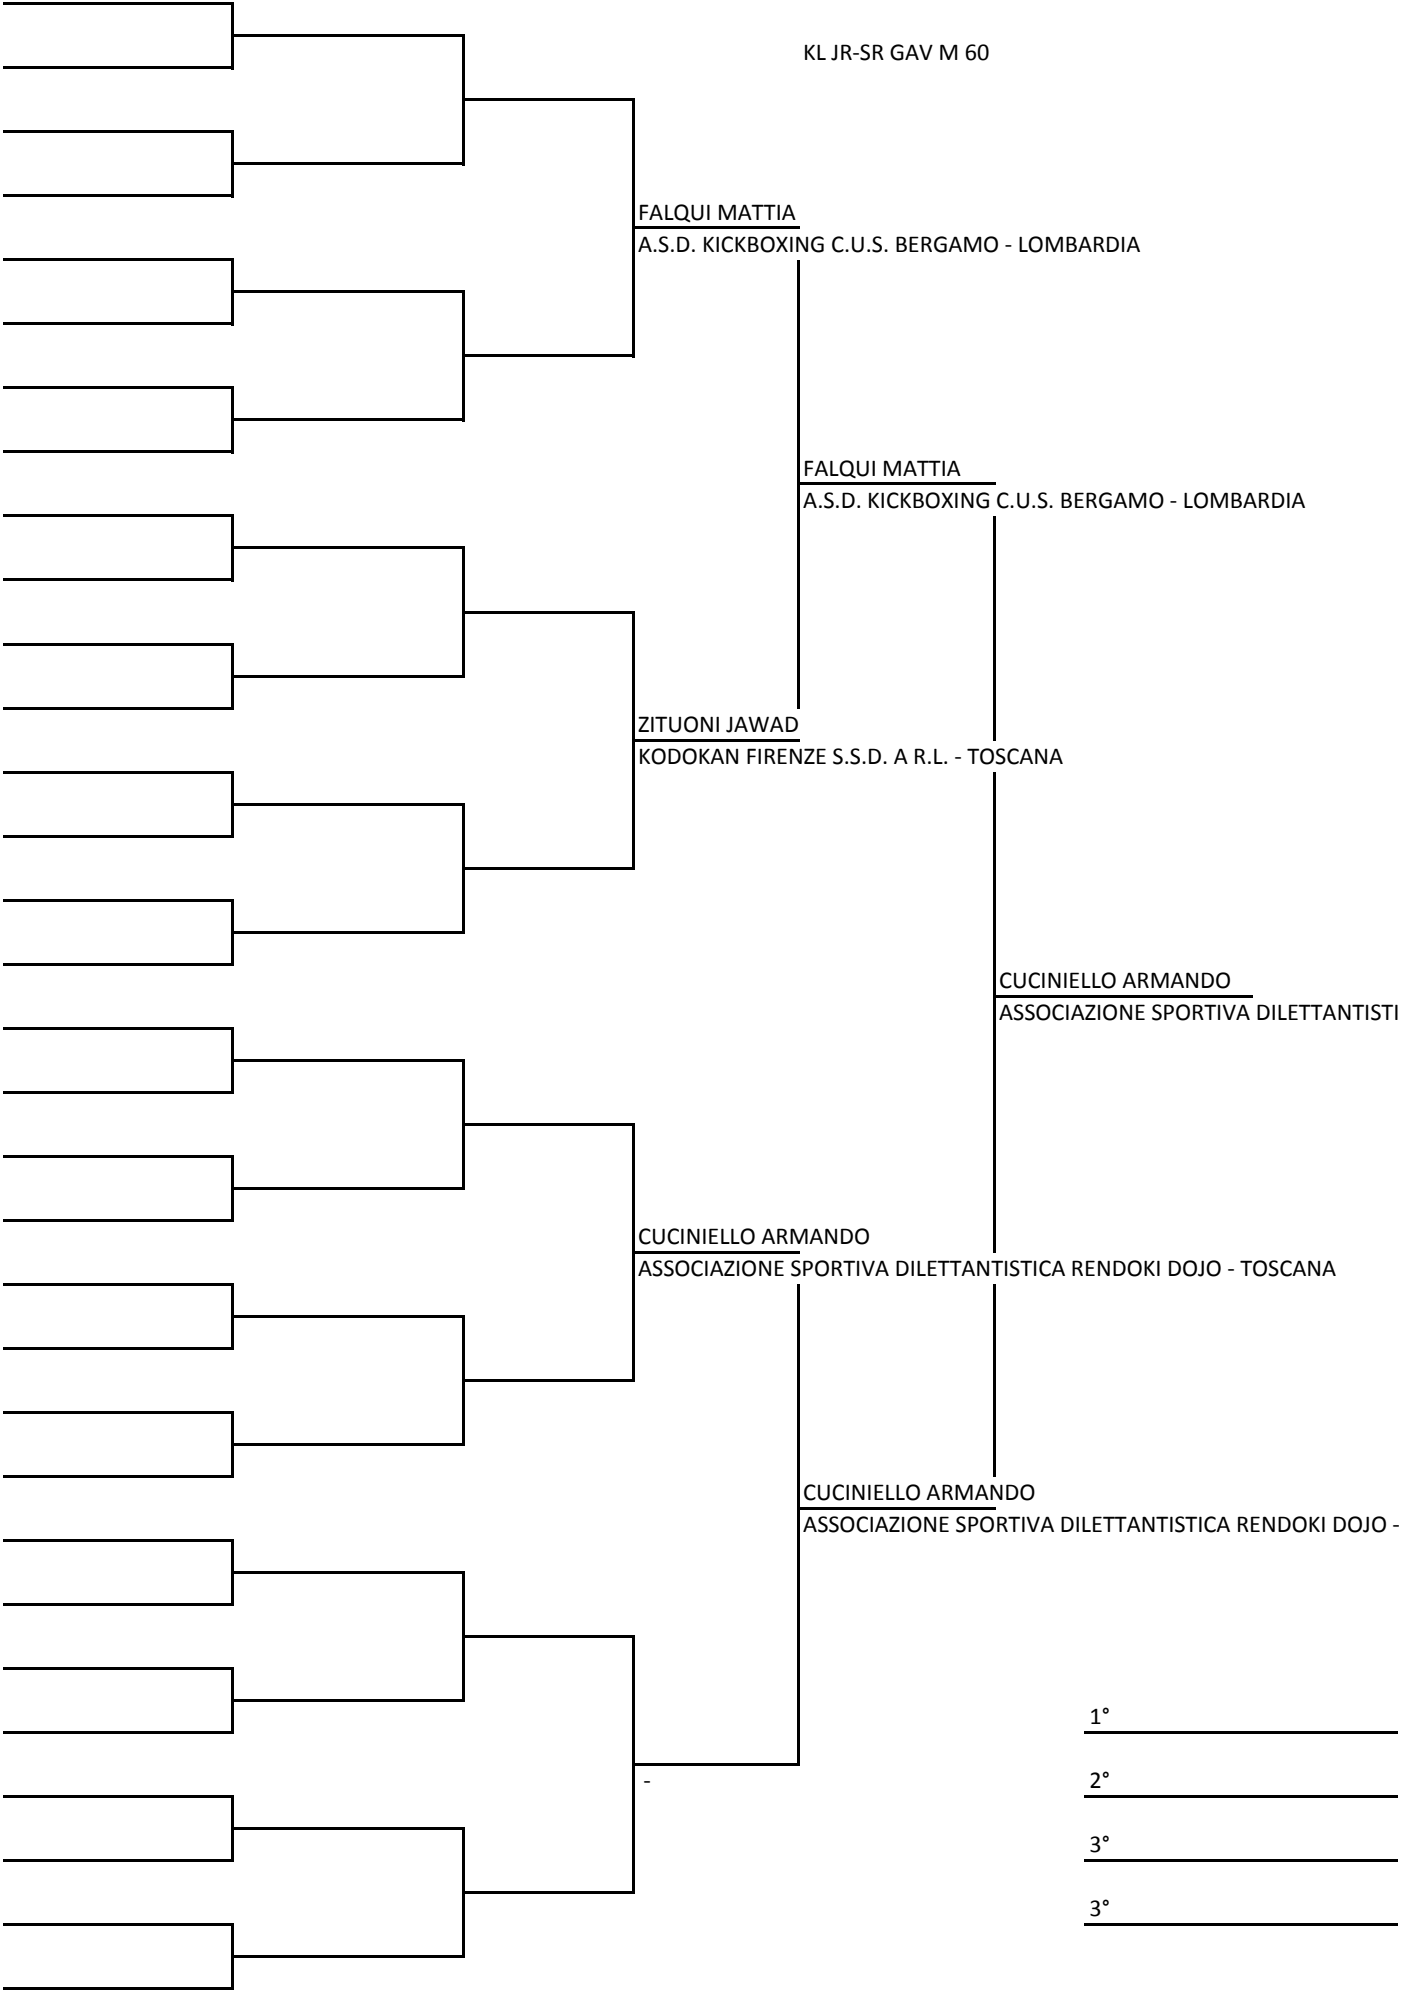 KL JR-SR GAV M 60
FALQUI MATTIA
A.S.D. KICKBOXING C.U.S. BERGAMO - LOMBARDIA
FALQUI MATTIA
A.S.D. KICKBOXING C.U.S. BERGAMO - LOMBARDIA
ZITUONI JAWAD
KODOKAN FIRENZE S.S.D. A R.L. - TOSCANA
CUCINIELLO ARMANDO
ASSOCIAZIONE SPORTIVA DILETTANTISTI
CUCINIELLO ARMANDO
ASSOCIAZIONE SPORTIVA DILETTANTISTICA RENDOKI DOJO - TOSCANA
CUCINIELLO ARMANDO
ASSOCIAZIONE SPORTIVA DILETTANTISTICA RENDOKI DOJO -
1°
-
2°
3°
3°